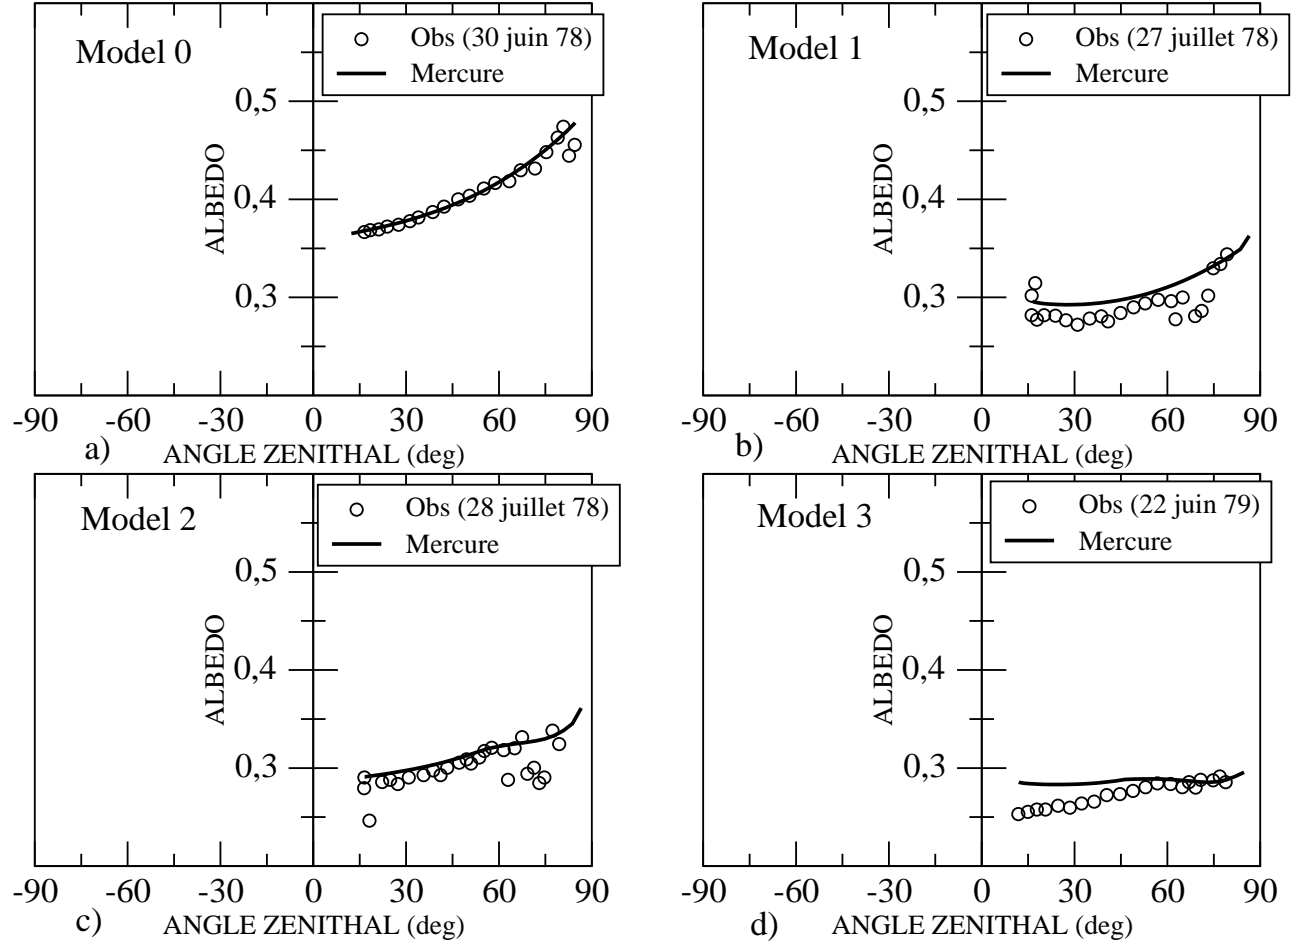 Model 0
Obs (30 juin 78)
Mercure
0,5
0,4
0,3
ALBEDO
-90 -60 -30 0 30 60 90
a) ANGLE ZENITHAL (deg)
Model 1
Obs (27 juillet 78)
Mercure
0,5
0,4
0,3
ALBEDO
-90 -60 -30 0 30 60 90
b) ANGLE ZENITHAL (deg)
Model 2
Obs (28 juillet 78)
Mercure
0,5
0,4
0,3
ALBEDO
-90 -60 -30 0 30 60 90
c) ANGLE ZENITHAL (deg)
Model 3
Obs (22 juin 79)
Mercure
0,5
0,4
0,3
ALBEDO
-90 -60 -30 0 30 60 90
d) ANGLE ZENITHAL (deg)